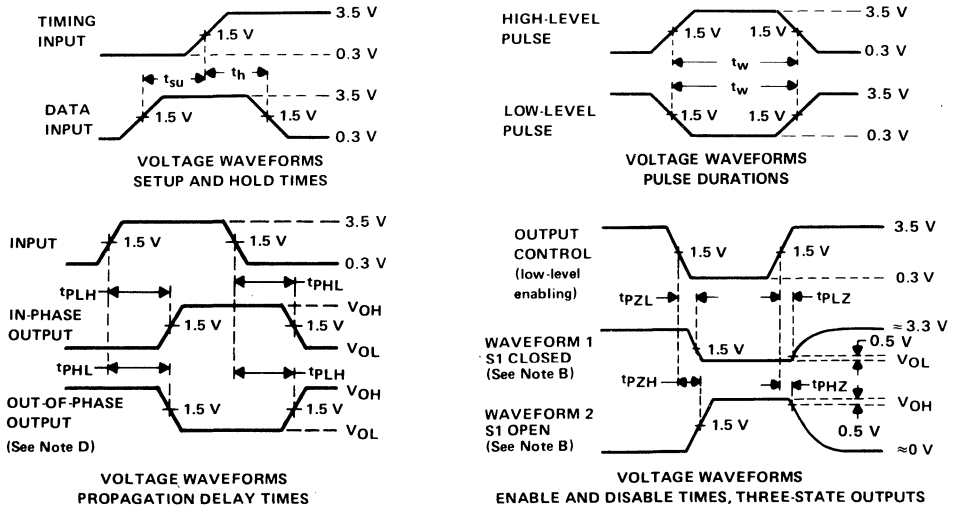 TIMING INPUT
3.5 V
1.5 V
0.3 V
tsu
th
DATA INPUT
3.5 V
1.5 V
1.5 V
0.3 V
VOLTAGE WAVEFORMS
SETUP AND HOLD TIMES
HIGH-LEVEL PULSE
3.5 V
1.5 V
1.5 V
0.3 V
tw
tw
LOW-LEVEL PULSE
3.5 V
1.5 V
1.5 V
0.3 V
VOLTAGE WAVEFORMS
PULSE DURATIONS
INPUT
3.5 V
1.5 V
1.5 V
0.3 V
tPLH
tPHL
IN-PHASE OUTPUT
VOH
1.5 V
1.5 V
VOL
tPHL
tPLH
OUT-OF-PHASE OUTPUT
(See Note D)
VOH
1.5 V
1.5 V
VOL
VOLTAGE WAVEFORMS
PROPAGATION DELAY TIMES
OUTPUT CONTROL
(low-level enabling)
3.5 V
1.5 V
1.5 V
0.3 V
tPZL
tPLZ
WAVEFORM 1
S1 CLOSED
(See Note B)
≈3.3 V
1.5 V
0.5 V
VOL
tPZH
tPHZ
WAVEFORM 2
S1 OPEN
(See Note B)
VOH
1.5 V
0.5 V
≈0 V
VOLTAGE WAVEFORMS
ENABLE AND DISABLE TIMES, THREE-STATE OUTPUTS